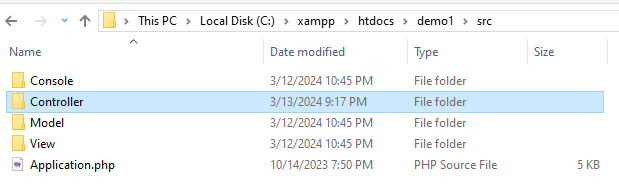 This PC > Local Disk (C:) > xampp > htdocs > demo1 > src
Name Date modified Type Size
Console 3/12/2024 10:45 PM File folder
Controller 3/13/2024 9:17 PM File folder
Model 3/12/2024 10:45 PM File folder
View 3/12/2024 10:45 PM File folder
Application.php 10/14/2023 7:50 PM PHP Source File 5 KB